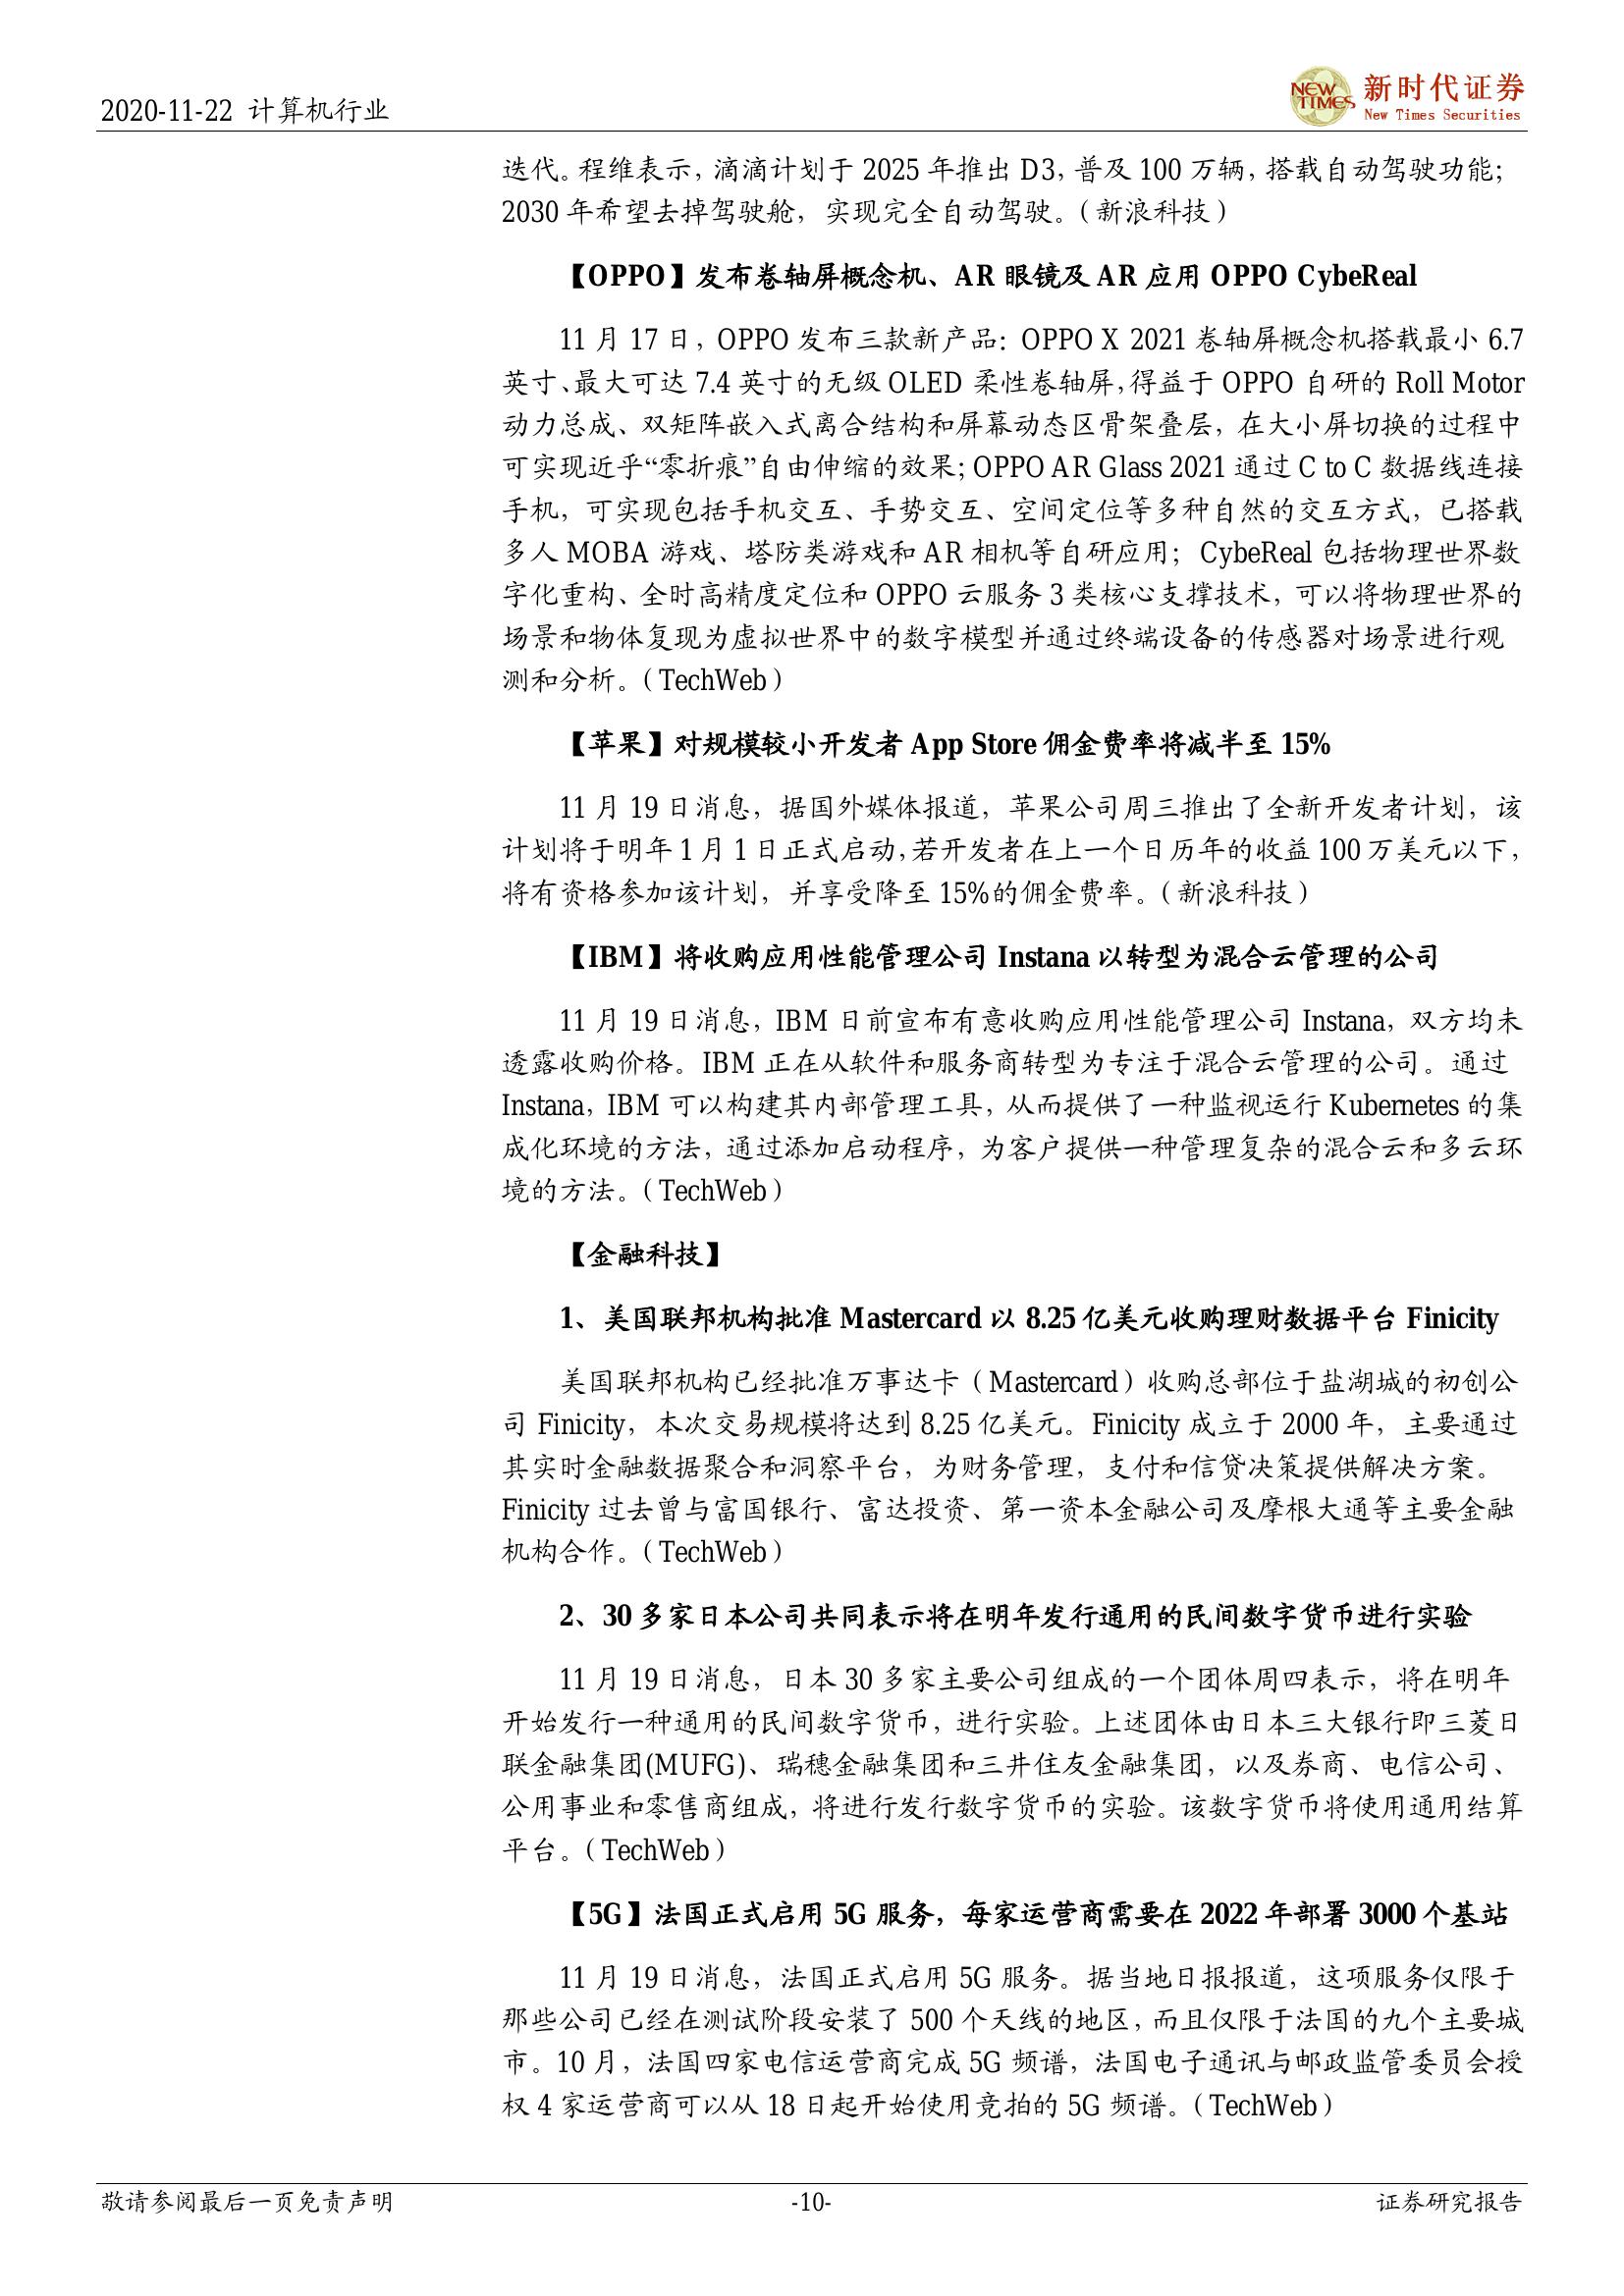 2020-11-22 计算机行业
NEW TIMES
新时代证券
New Times Securities
迭代。程维表示，滴滴计划于 2025 年推出 D3，普及 100 万辆，搭载自动驾驶功能；
2030 年希望去掉驾驶舱，实现完全自动驾驶。（新浪科技）
【OPPO】发布卷轴屏概念机、AR 眼镜及 AR 应用 OPPO CybeReal
11 月 17 日，OPPO 发布三款新产品：OPPO X 2021 卷轴屏概念机搭载最小 6.7
英寸、最大可达 7.4 英寸的无级 OLED 柔性卷轴屏，得益于 OPPO 自研的 Roll Motor
动力总成、双矩阵嵌入式离合结构和屏幕动态区骨架叠层，在大小屏切换的过程中
可实现近乎“零折痕”自由伸缩的效果；OPPO AR Glass 2021 通过 C to C 数据线连接
手机，可实现包括手机交互、手势交互、空间定位等多种自然的交互方式，已搭载
多人 MOBA 游戏、塔防类游戏和 AR 相机等自研应用；CybeReal 包括物理世界数
字化重构、全时高精度定位和 OPPO 云服务 3 类核心支撑技术，可以将物理世界的
场景和物体复现为虚拟世界中的数字模型并通过终端设备的传感器对场景进行观
测和分析。（TechWeb）
【苹果】对规模较小开发者 App Store 佣金费率将减半至 15%
11 月 19 日消息，据国外媒体报道，苹果公司周三推出了全新开发者计划，该
计划将于明年 1 月 1 日正式启动，若开发者在上一个日历年的收益 100 万美元以下，
将有资格参加该计划，并享受降至 15%的佣金费率。（新浪科技）
【IBM】将收购应用性能管理公司 Instana 以转型为混合云管理的公司
11 月 19 日消息，IBM 日前宣布有意收购应用性能管理公司 Instana，双方均未
透露收购价格。IBM 正在从软件和服务商转型为专注于混合云管理的公司。通过
Instana，IBM 可以构建其内部管理工具，从而提供了一种监视运行 Kubernetes 的集
成化环境的方法，通过添加启动程序，为客户提供一种管理复杂的混合云和多云环
境的方法。（TechWeb）
【金融科技】
1、美国联邦机构批准 Mastercard 以 8.25 亿美元收购理财数据平台 Finicity
美国联邦机构已经批准万事达卡（Mastercard）收购总部位于盐湖城的初创公
司 Finicity，本次交易规模将达到 8.25 亿美元。Finicity 成立于 2000 年，主要通过
其实时金融数据聚合和洞察平台，为财务管理，支付和信贷决策提供解决方案。
Finicity 过去曾与富国银行、富达投资、第一资本金融公司及摩根大通等主要金融
机构合作。（TechWeb）
2、30 多家日本公司共同表示将在明年发行通用的民间数字货币进行实验
11 月 19 日消息，日本 30 多家主要公司组成的一个团体周四表示，将在明年
开始发行一种通用的民间数字货币，进行实验。上述团体由日本三大银行即三菱日
联金融集团(MUFG)、瑞穗金融集团和三井住友金融集团，以及券商、电信公司、
公用事业和零售商组成，将进行发行数字货币的实验。该数字货币将使用通用结算
平台。（TechWeb）
【5G】法国正式启用 5G 服务，每家运营商需要在 2022 年部署 3000 个基站
11 月 19 日消息，法国正式启用 5G 服务。据当地日报报道，这项服务仅限于
那些公司已经在测试阶段安装了 500 个天线的地区，而且仅限于法国的九个主要城
市。10 月，法国四家电信运营商完成 5G 频谱，法国电子通讯与邮政监管委员会授
权 4 家运营商可以从 18 日起开始使用竞拍的 5G 频谱。（TechWeb）
敬请参阅最后一页免责声明
-10-
证券研究报告